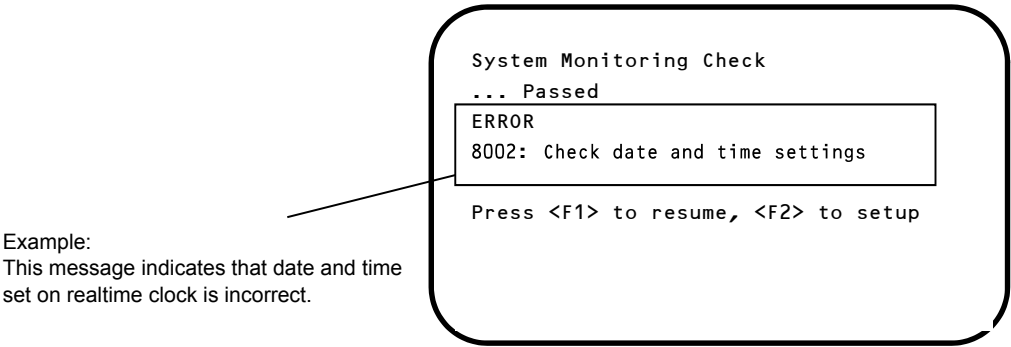 System Monitoring Check
... Passed
ERROR
8002: Check date and time settings
Press <F1> to resume, <F2> to setup
Example:
This message indicates that date and time
set on realtime clock is incorrect.